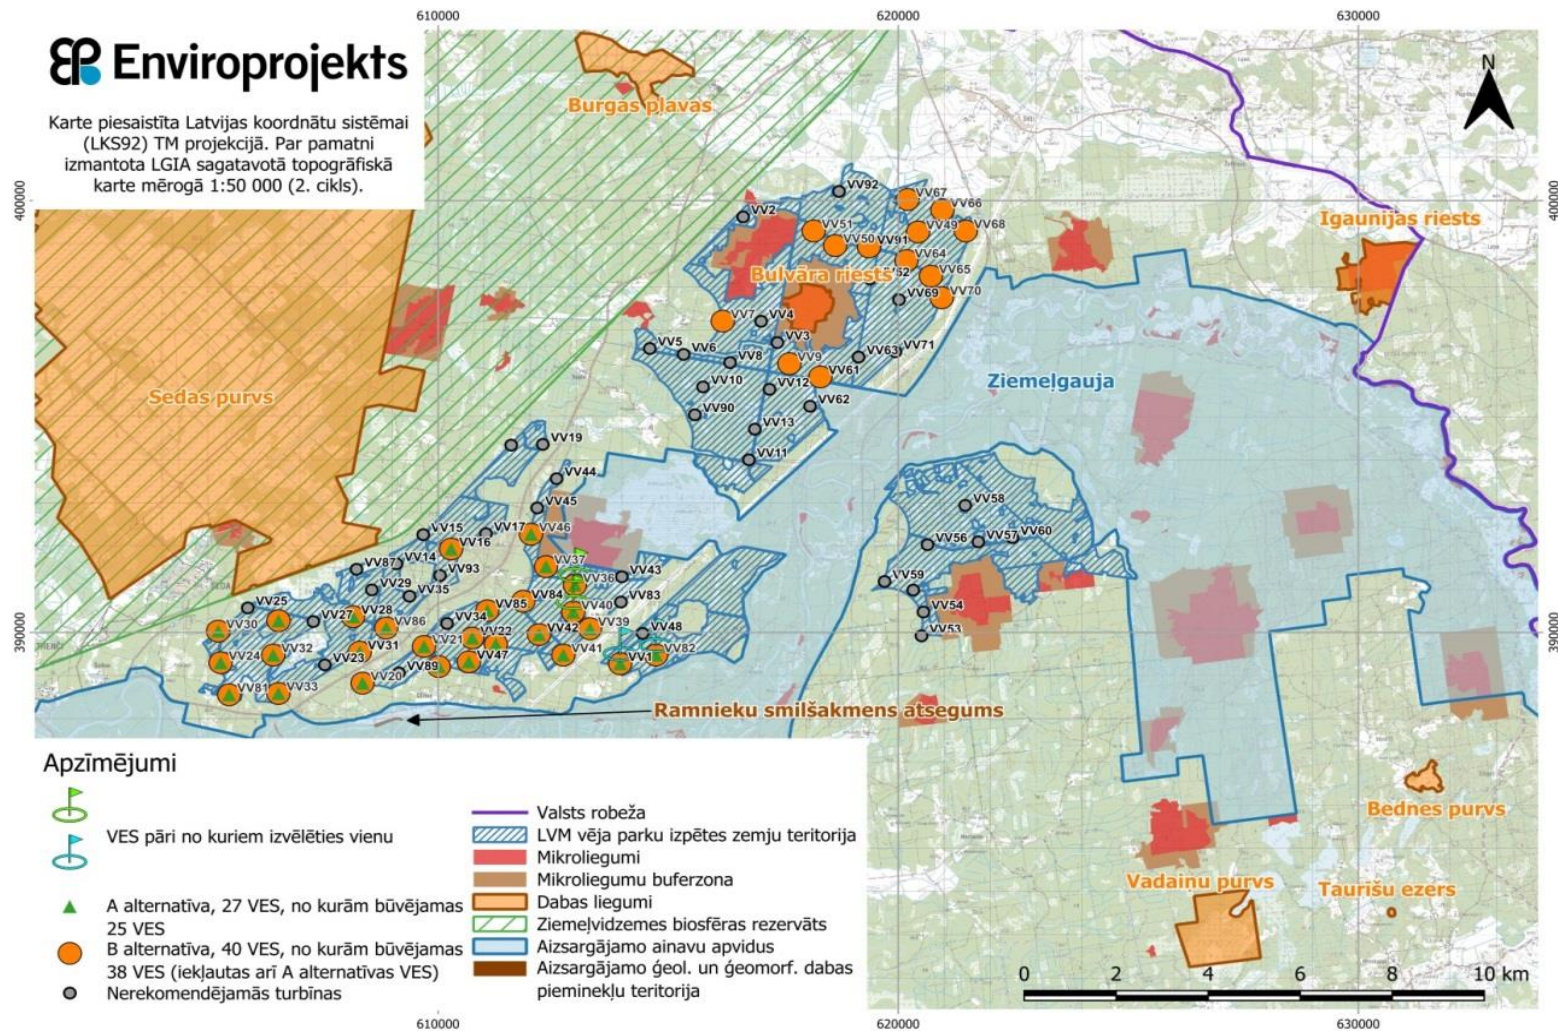 610000
620000
630000
Enviroprojekts
Karte piesaistīta Latvijas koordnātu sistēmai
(LKS92) TM projekcijā. Par pamatni
izmantota LGIA sagatavotā topogrāfiskā
karte mērogā 1:50 000 (2. cikls).
N
Burgas pļavas
400000
400000
VV92
VV67
VV66
VV2
VV51
VV49
VV68
Igaunijas riests
VV50
VV91
VV64
Bulvāra riests
VV65
VV69
VV70
VV7
VV4
VV3
VV5
VV6
VV8
VV9
VV63
VV71
VV61
Ziemeļgauja
VV10
VV12
Sedas purvs
VV90
VV62
VV13
VV19
VV11
VV44
VV45
VV58
VV15
VV17
VV46
VV16
VV56
VV57
VV60
VV87
VV14
VV37
VV93
VV36
VV43
VV59
VV29
VV35
VV84
VV83
VV25
VV85
VV40
VV54
VV27
VV28
VV34
VV30
VV86
VV42
VV39
VV48
VV53
390000
390000
VV24
VV32
VV31
VV21
VV22
VV41
VV82
VV23
VV89
VV47
VV1
VV20
VV81
VV33
Ramnieku smilšakmens atsegums
Apzīmējumi
VES pāri no kuriem izvēlēties vienu
A alternatīva, 27 VES, no kurām būvējamas
25 VES
B alternatīva, 40 VES, no kurām būvējamas
38 VES (iekļautas arī A alternatīvas VES)
Nerekomendējamās turbīnas
Valsts robeža
LVM vēja parku izpētes zemju teritorija
Mikroliegumi
Mikroliegumu buferzona
Dabas liegumi
Ziemeļvidzemes biosfēras rezervāts
Aizsargājamo ainavu apvidus
Aizsargājamo ģeol. un ģeomorf. dabas
pieminekļu teritorija
Bednes purvs
Vadaiņu purvs
Taurīšu ezers
0 2 4 6 8 10 km
610000
620000
630000